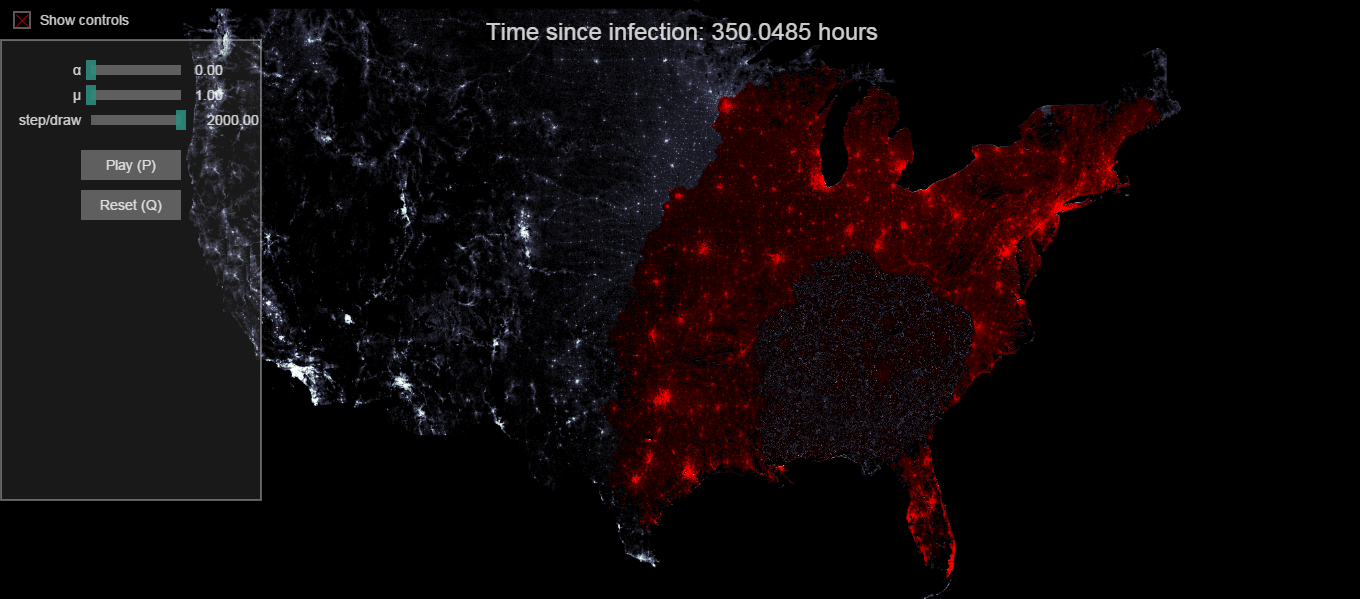 Show controls
Time since infection: 350.0485 hours
α 0.00
μ 1.00
step/draw 2000.00
Play (P)
Reset (Q)